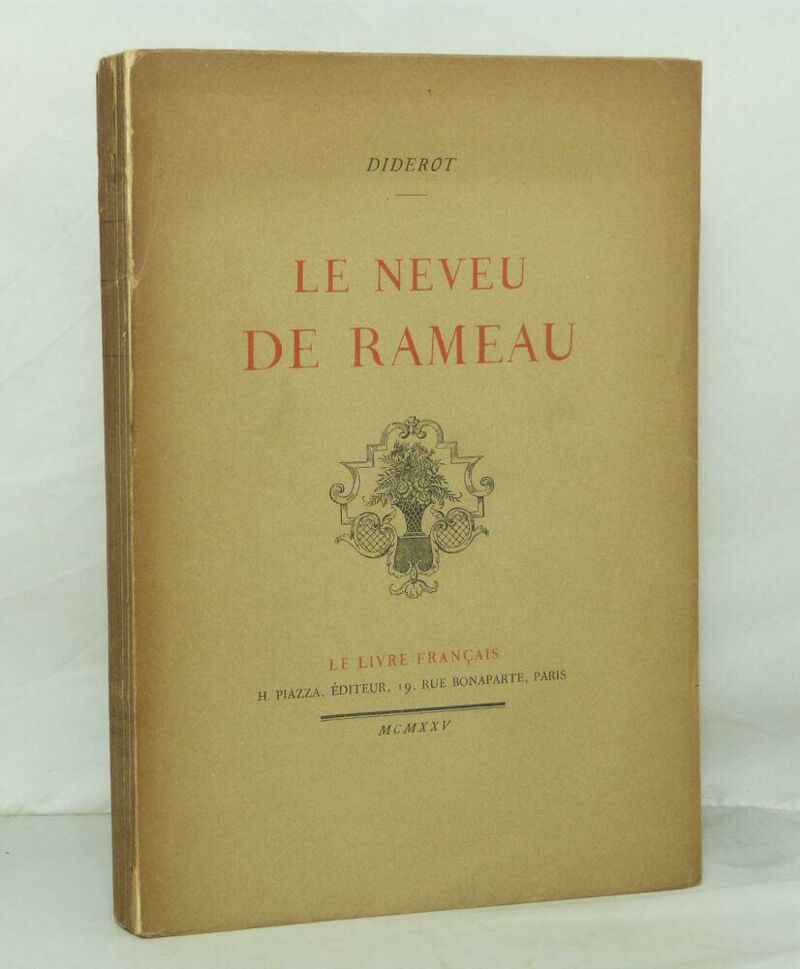 DIDEROT
LE NEVEU
DE RAMEAU
LE LIVRE FRANÇAIS
H. PIAZZA, ÉDITEUR, 19, RUE BONAPARTE, PARIS
MCMXXV